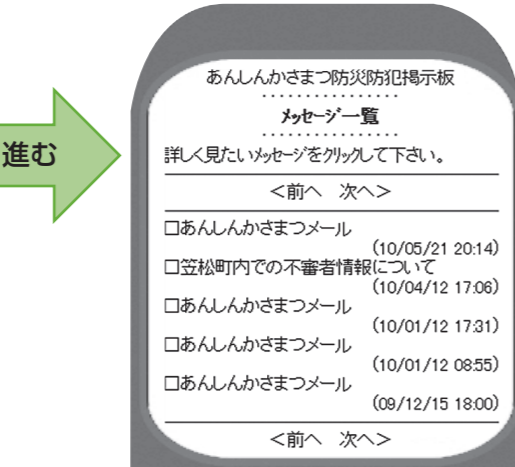 進む
あんしんかさまつ防災防犯掲示板
メッセージ一覧
詳しく見たいメッセージをクリックして下さい。
＜前へ 次へ＞
□あんしんかさまつメール
(10/05/21 20:14)
□笠松町内での不審者情報について
(10/04/12 17:06)
□あんしんかさまつメール
(10/01/12 17:31)
□あんしんかさまつメール
(10/01/12 08:55)
□あんしんかさまつメール
(09/12/15 18:00)
＜前へ 次へ＞